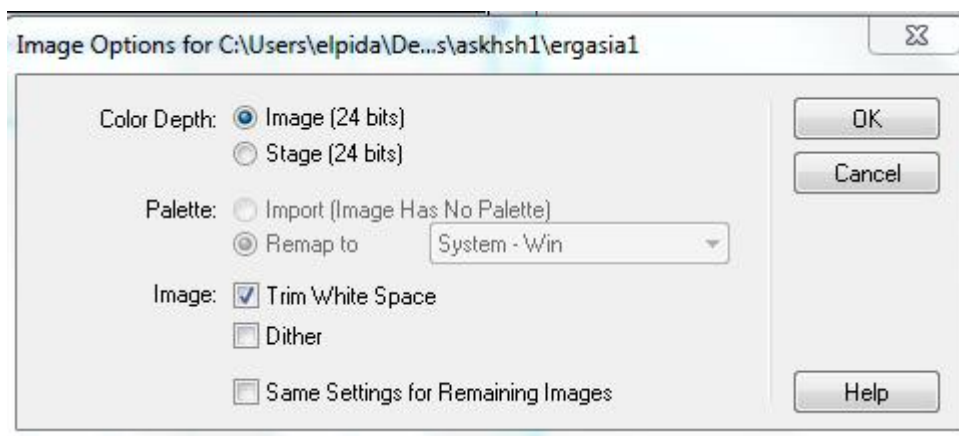 Image Options for C:\Users\elpida\De...s\askhsh1\ergasia1
Color Depth: Image (24 bits)
Stage (24 bits)
OK
Cancel
Palette: Import (Image Has No Palette)
Remap to System - Win
Image: Trim White Space
Dither
Same Settings for Remaining Images
Help